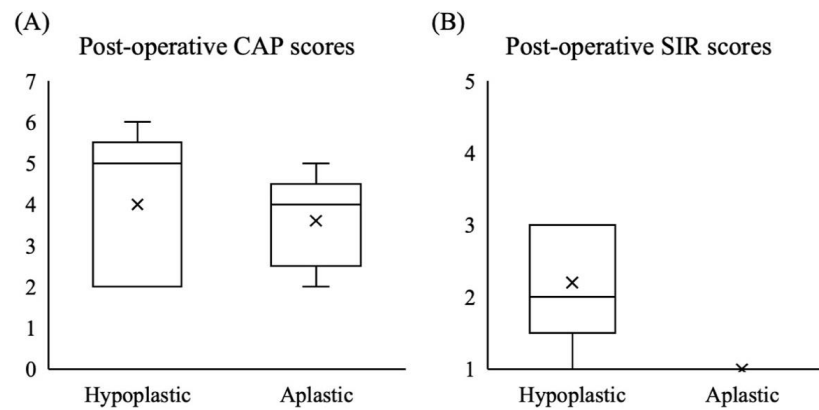 (A)
Post-operative CAP scores
7
6
5
4
3
2
1
0
Hypoplastic
Aplastic
(B)
Post-operative SIR scores
5
4
3
2
1
Hypoplastic
Aplastic